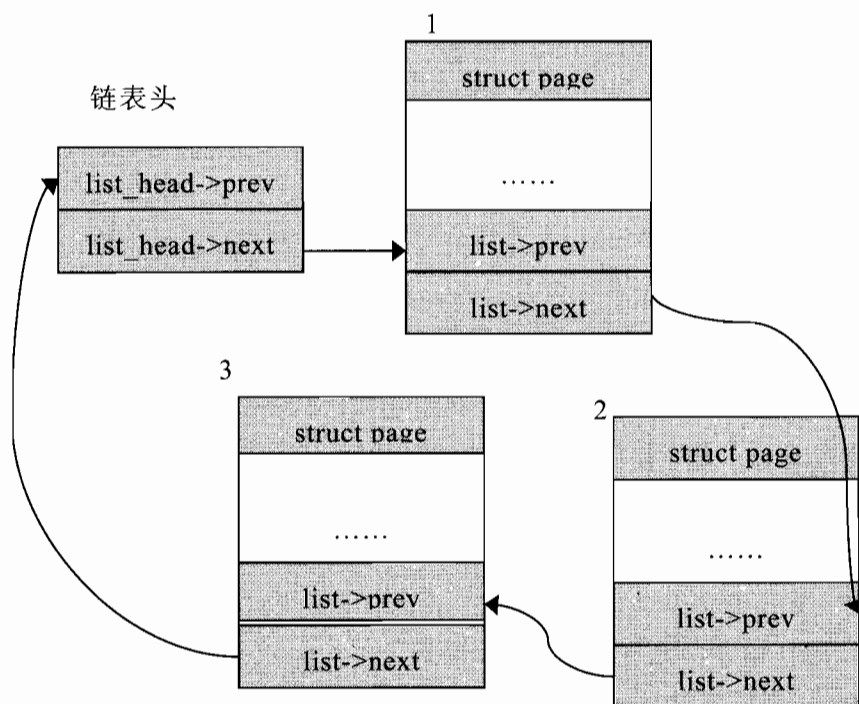 1
struct page
链表头
……
list_head->prev
list_head->next
list->prev
list->next
3
struct page
……
list->prev
list->next
2
struct page
……
list->prev
list->next